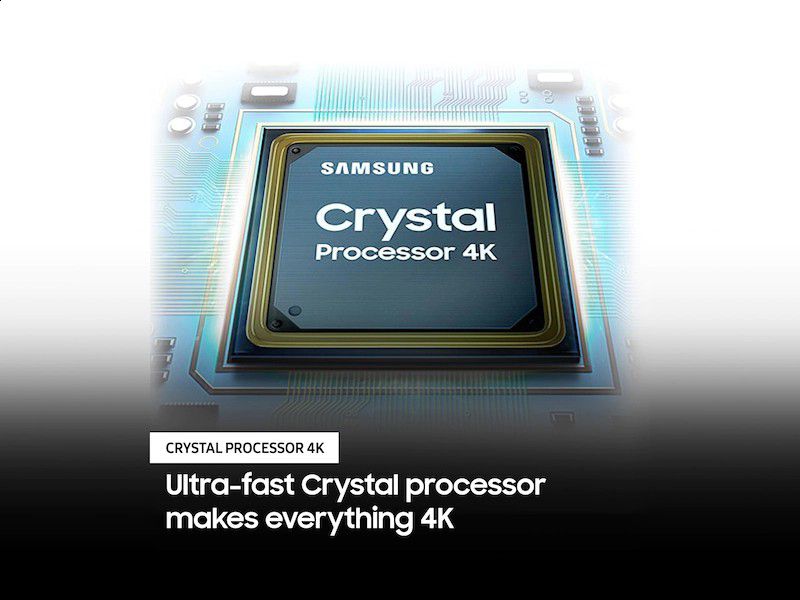 SAMSUNG
Crystal
Processor 4K
CRYSTAL PROCESSOR 4K
Ultra-fast Crystal processor
makes everything 4K